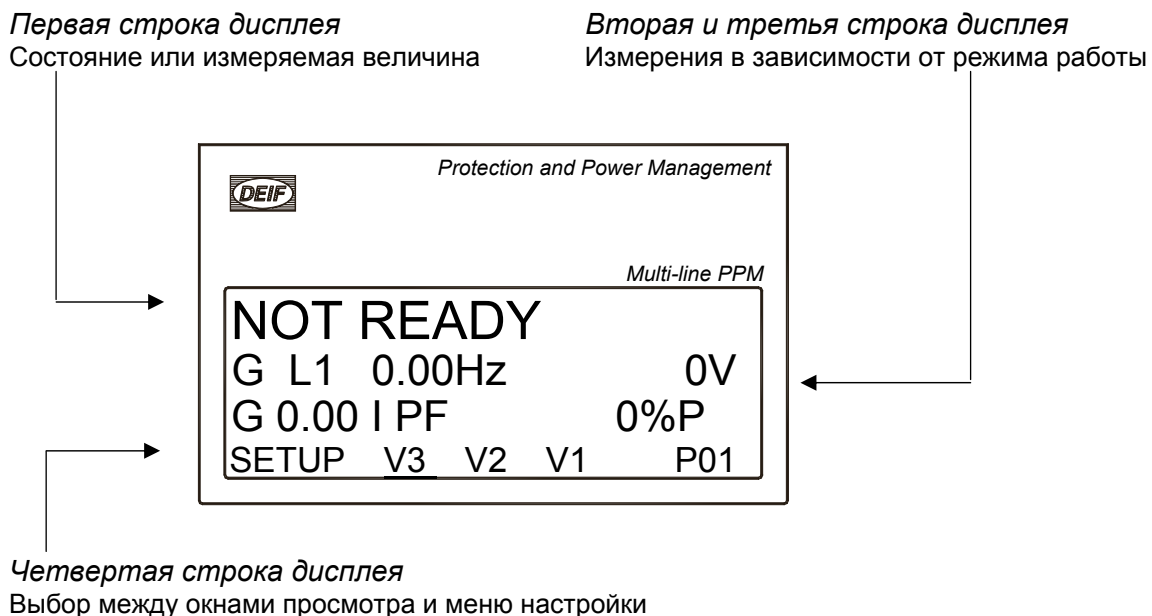 Первая строка дисплея
Состояние или измеряемая величина
Вторая и третья строка дисплея
Измерения в зависимости от режима работы
Protection and Power Management
DEIF
Multi-line PPM
NOT READY
G L1 0.00Hz 0V
G 0.00 I PF 0%P
SETUP V3 V2 V1 P01
Четвертая строка дисплея
Выбор между окнами просмотра и меню настройки